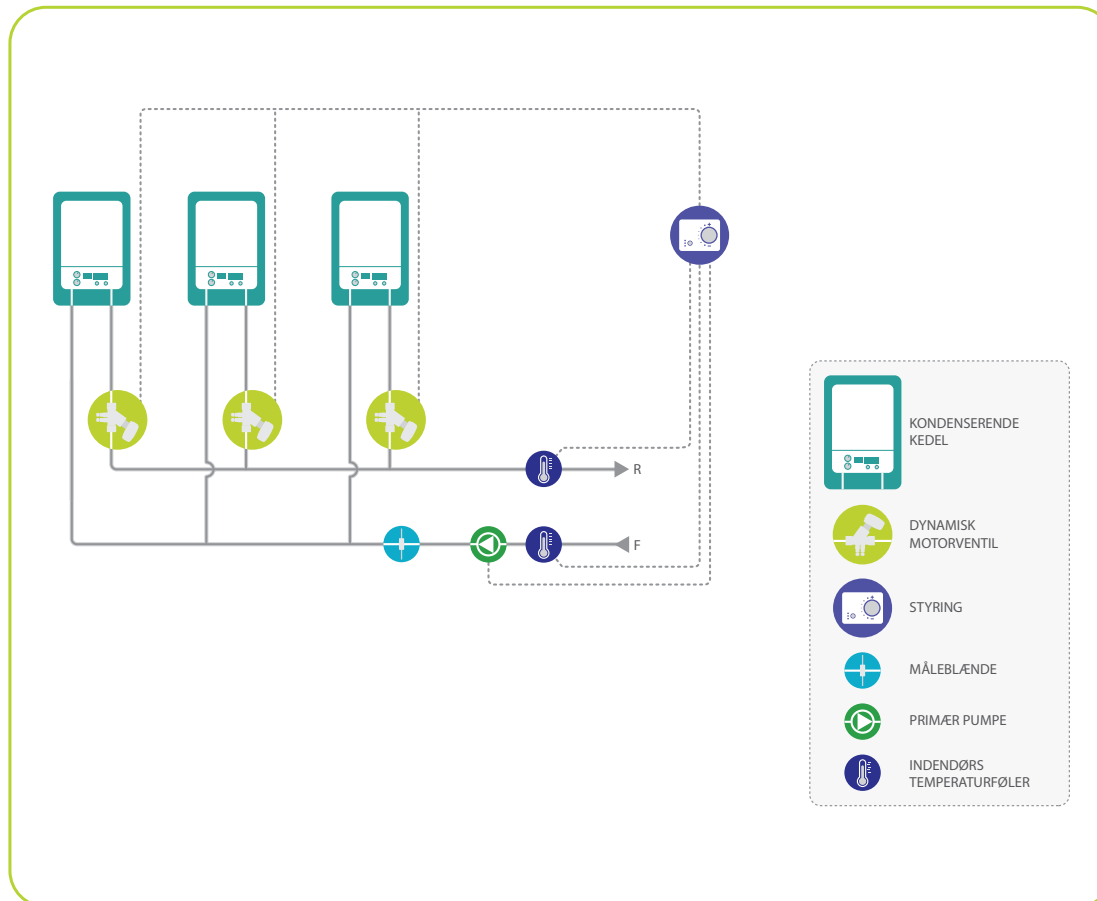 R
F
KONDENSERENDE
KEDEL
DYNAMISK
MOTORVENTIL
STYRING
MÅLEBLÆNDE
PRIMÆR PUMPE
INDENDØRS
TEMPERATURFØLER